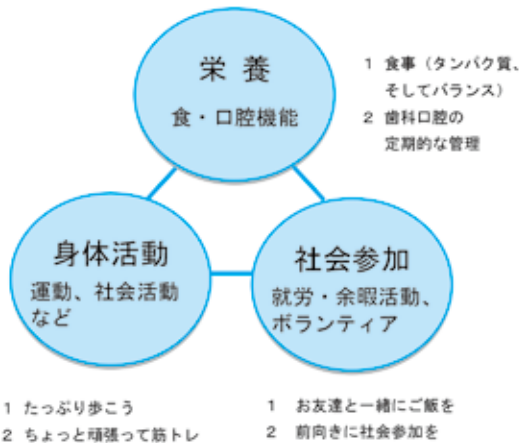 栄 養
食・口腔機能
1 食事（タンパク質、
そしてバランス）
2 歯科口腔の
定期的な管理
身体活動
運動、社会活動
など
社会参加
就労・余暇活動、
ボランティア
1 たっぷり歩こう
2 ちょっと頑張って筋トレ
1 お友達と一緒にご飯を
2 前向きに社会参加を